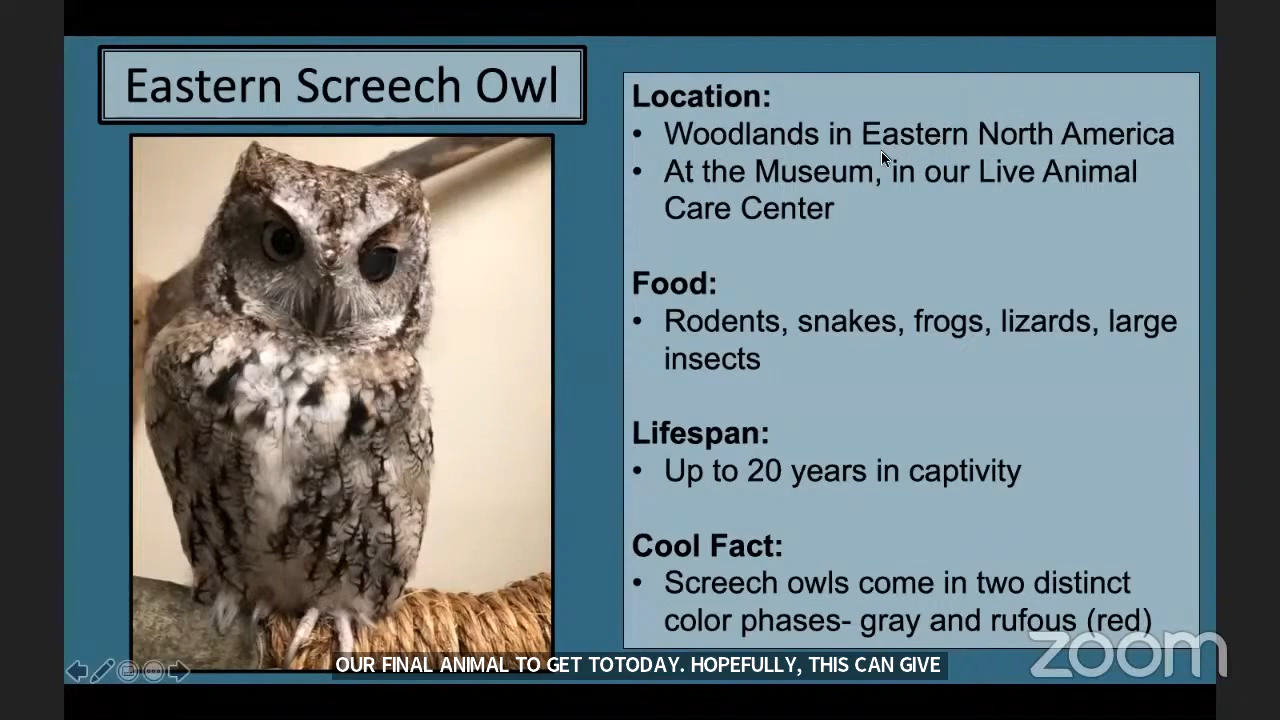 Eastern Screech Owl
Location:
• Woodlands in Eastern North America
• At the Museum, in our Live Animal
Care Center
Food:
• Rodents, snakes, frogs, lizards, large
insects
Lifespan:
• Up to 20 years in captivity
Cool Fact:
• Screech owls come in two distinct
color phases- gray and rufous (red)
zoom
OUR FINAL ANIMAL TO GET TOTODAY. HOPEFULLY, THIS CAN GIVE